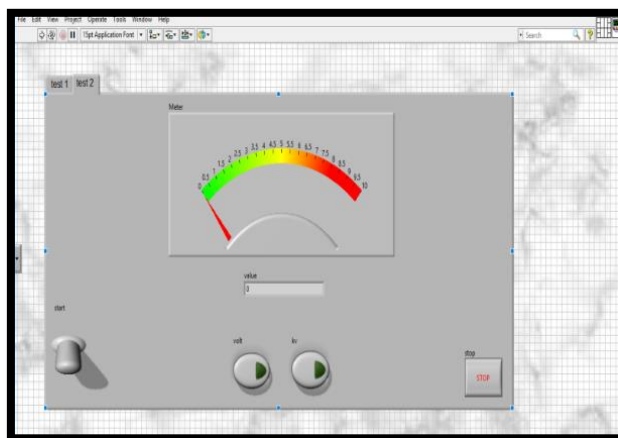 File Edit View Project Operate Tools Window Help
15pt Application Font
Search
test 1 test 2
Meter
0 0.5 1 1.5 2 2.5 3 3.5 4 4.5 5 5.5 6 6.5 7 7.5 8 8.5 9 9.5 10
value
start
volt
stop
STOP